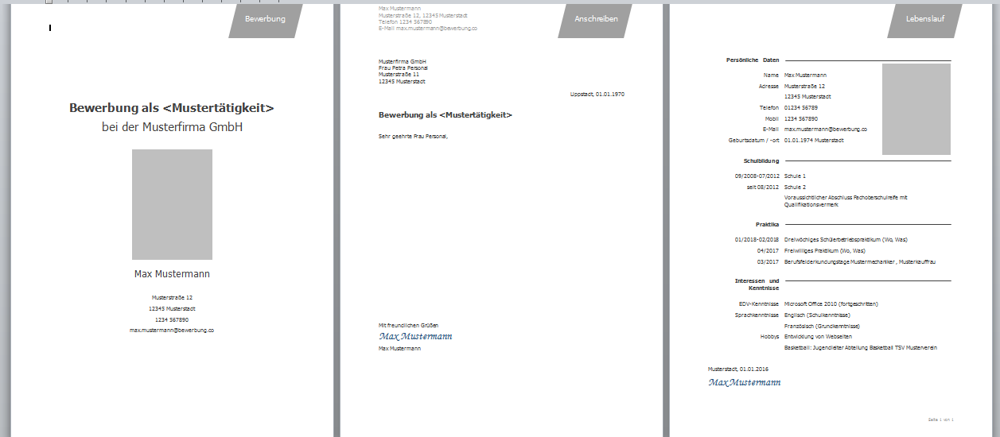 Bewerbung
Bewerbung als <Mustertätigkeit>
bei der Musterfirma GmbH
Max Mustermann
Musterstraße 12
12345 Musterstadt
1234 567890
max.mustermann@bewerbung.co
Max Mustermann
Musterstraße 12, 12345 Musterstadt
Telefon 1234 567890
E-Mail max.mustermann@bewerbung.co
Anschreiben
Musterfirma GmbH
Frau Petra Personal
Musterstraße 11
12345 Musterstadt
Lippstadt, 01.01.1970
Bewerbung als <Mustertätigkeit>
Sehr geehrte Frau Personal,
Mit freundlichen Grüßen
Max Mustermann
Max Mustermann
Lebenslauf
Persönliche Daten
Name Max Mustermann
Adresse Musterstraße 12
12345 Musterstadt
Telefon 01234 56789
Mobil 1234 567890
E-Mail max.mustermann@bewerbung.co
Geburtsdatum / -ort 01.01.1974 Musterstadt
Schulbildung
09/2008-07/2012 Schule 1
seit 08/2012 Schule 2
Voraussichtlicher Abschluss Fachoberschulreife mit
Qualifikationsvermerk
Praktika
01/2018-02/2018 Dreiwöchiges Schülerbetriebspraktikum (Wo, Was)
04/2017 Freiwilliges Praktikum (Wo, Was)
03/2017 Berufsfelderkundungstage Mustermechaniker , Musterkauffrau
Interessen und
Kenntnisse
EDV-Kenntnisse Microsoft Office 2010 (fortgeschritten)
Sprachkenntnisse Englisch (Schulkenntnisse)
Französisch (Grundkenntnisse)
Hobbys Entwicklung von Webseiten
Basketball: Jugendleiter Abteilung Basketball TSV Musterverein
Musterstadt, 01.01.2016
Max Mustermann
Seite 1 von 1